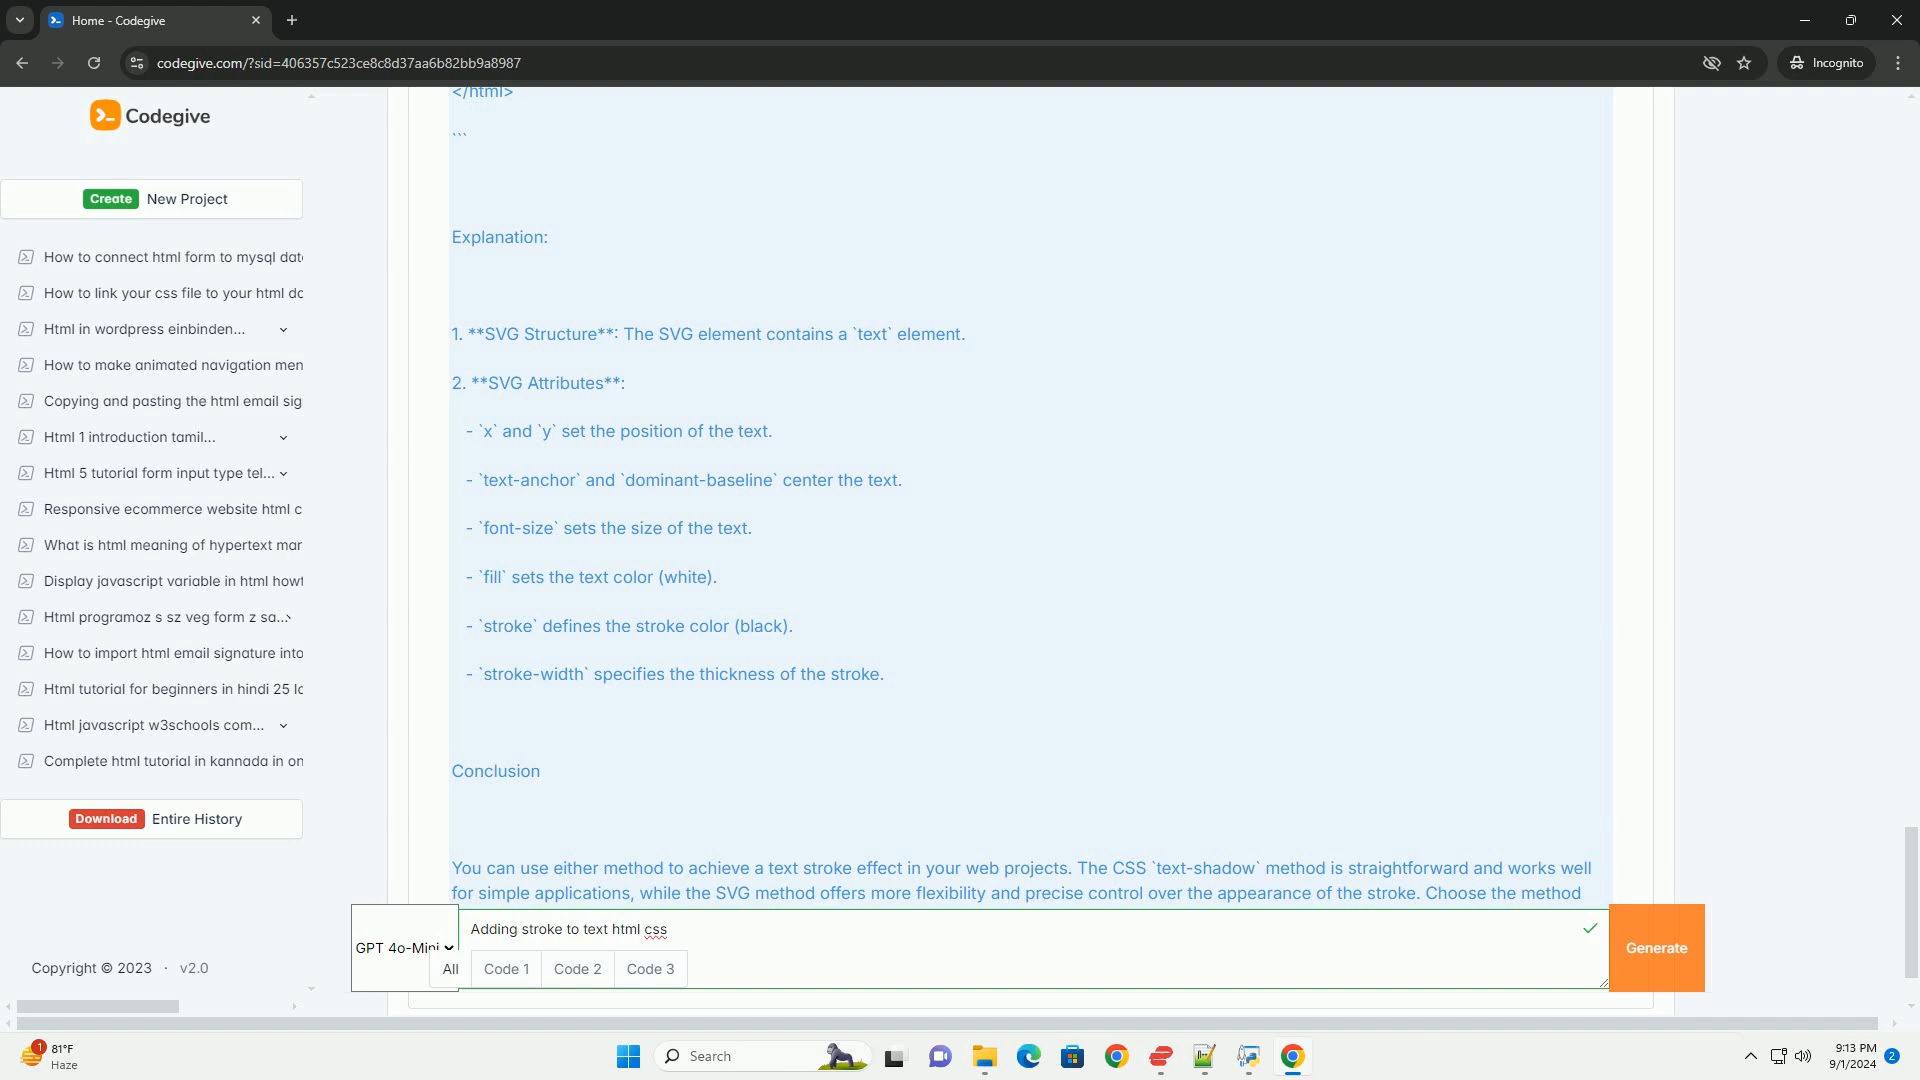 Home - Codegive
codegive.com/?sid=406357c523ce8c8d37aa6b82bb9a8987
Incognito
Codegive
Create New Project
How to connect html form to mysql dat
How to link your css file to your html do
Html in wordpress einbinden...
How to make animated navigation men
Copying and pasting the html email sig
Html 1 introduction tamil...
Html 5 tutorial form input type tel...
Responsive ecommerce website html c
What is html meaning of hypertext mar
Display javascript variable in html howt
Html programoz s sz veg form z sa...
How to import html email signature into
Html tutorial for beginners in hindi 25 lo
Html javascript w3schools com...
Complete html tutorial in kannada in on
Download Entire History
Copyright © 2023 · v2.0
</html>
```
Explanation:
1. **SVG Structure**: The SVG element contains a `text` element.
2. **SVG Attributes**:
- `x` and `y` set the position of the text.
- `text-anchor` and `dominant-baseline` center the text.
- `font-size` sets the size of the text.
- `fill` sets the text color (white).
- `stroke` defines the stroke color (black).
- `stroke-width` specifies the thickness of the stroke.
Conclusion
You can use either method to achieve a text stroke effect in your web projects. The CSS `text-shadow` method is straightforward and works well
for simple applications, while the SVG method offers more flexibility and precise control over the appearance of the stroke. Choose the method
GPT 4o-Mini
Adding stroke to text html css
All Code 1 Code 2 Code 3
Generate
1
81°F
Haze
Search
9:13 PM
9/1/2024
2